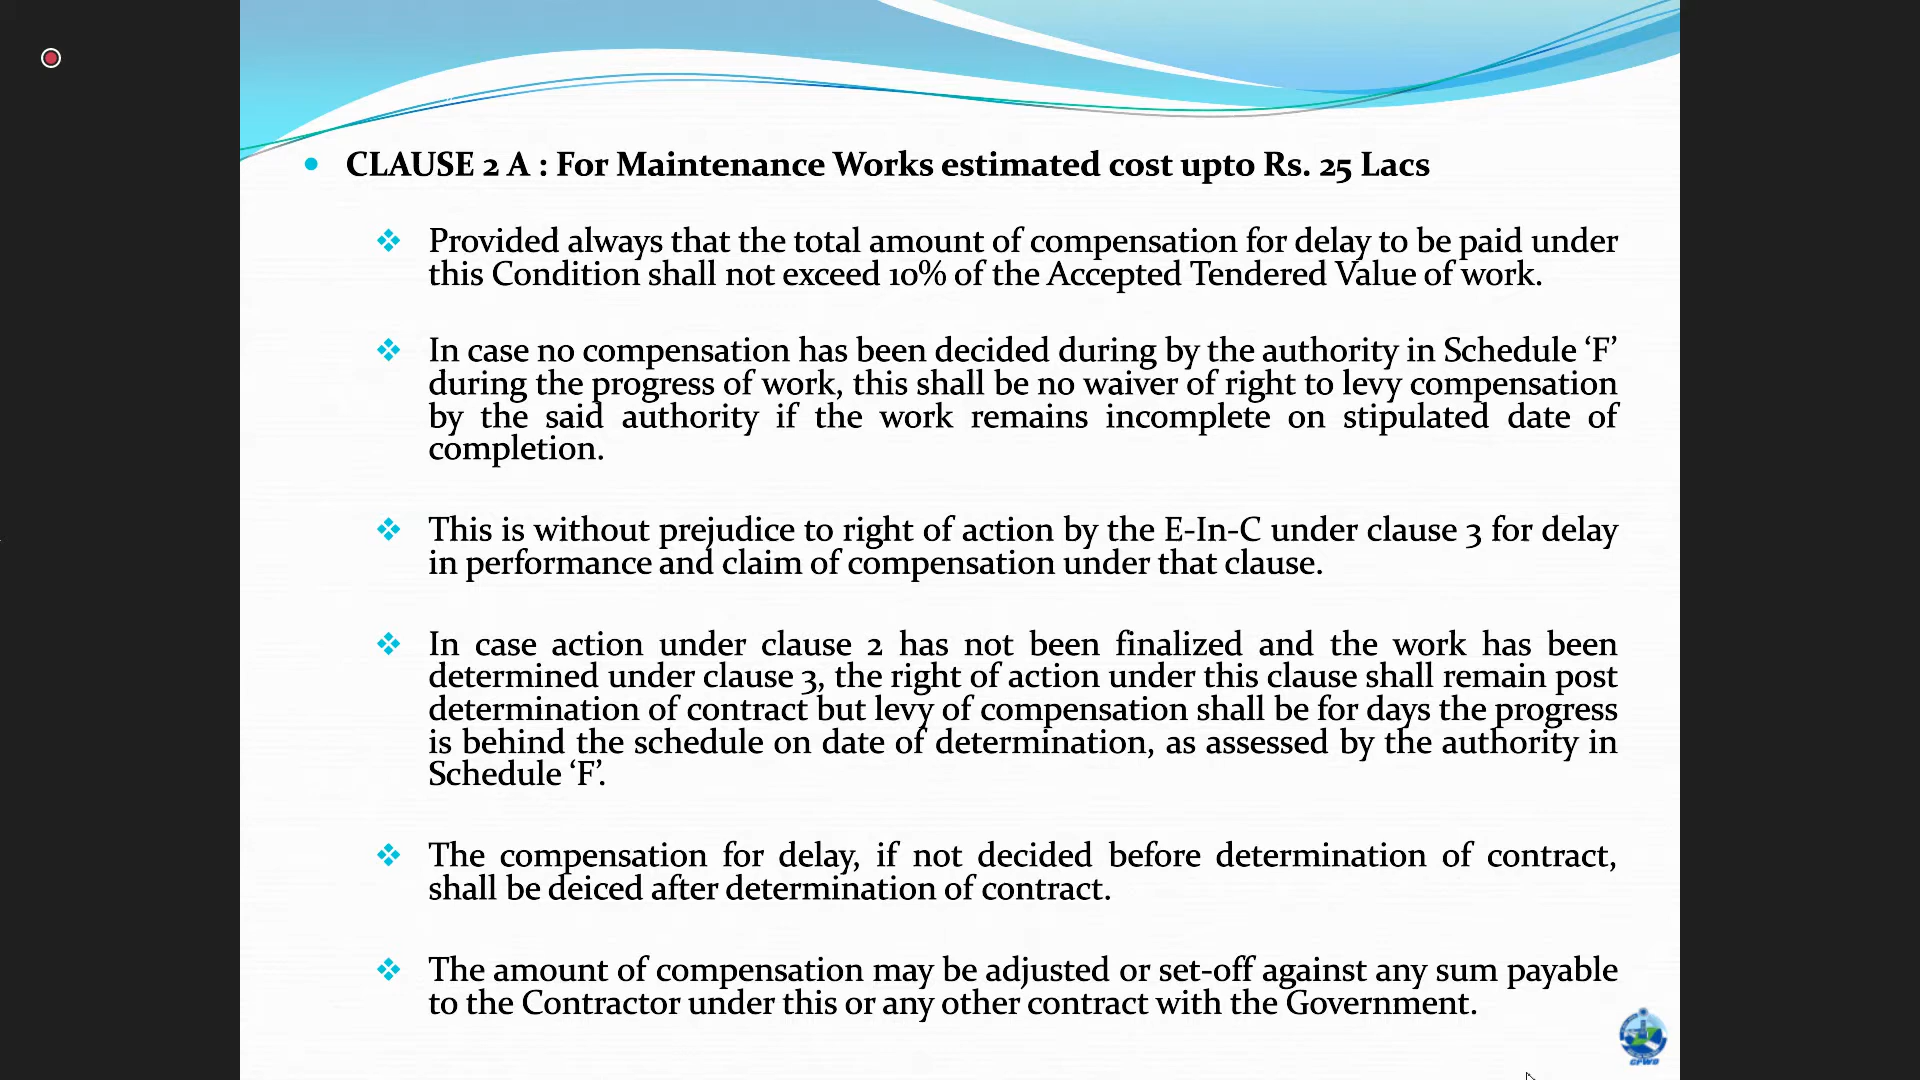 CLAUSE 2 A : For Maintenance Works estimated cost upto Rs. 25 Lacs
Provided always that the total amount of compensation for delay to be paid under
this Condition shall not exceed 10% of the Accepted Tendered Value of work.
In case no compensation has been decided during by the authority in Schedule ‘F’
during the progress of work, this shall be no waiver of right to levy compensation
by the said authority if the work remains incomplete on stipulated date of
completion.
This is without prejudice to right of action by the E-In-C under clause 3 for delay
in performance and claim of compensation under that clause.
In case action under clause 2 has not been finalized and the work has been
determined under clause 3, the right of action under this clause shall remain post
determination of contract but levy of compensation shall be for days the progress
is behind the schedule on date of determination, as assessed by the authority in
Schedule ‘F’.
The compensation for delay, if not decided before determination of contract,
shall be deiced after determination of contract.
The amount of compensation may be adjusted or set-off against any sum payable
to the Contractor under this or any other contract with the Government.
CPWD